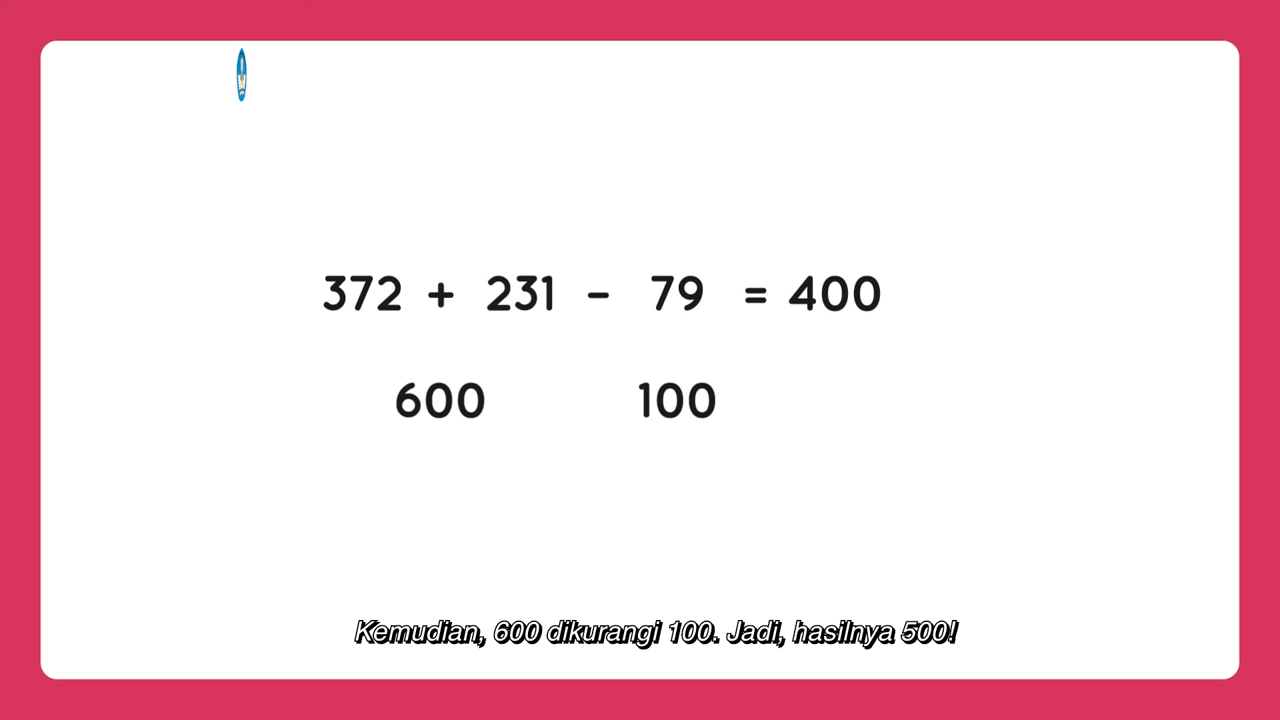 372 + 231 - 79 = 400
600 100
Kemudian, 600 dikurangi 100. Jadi, hasilnya 500!